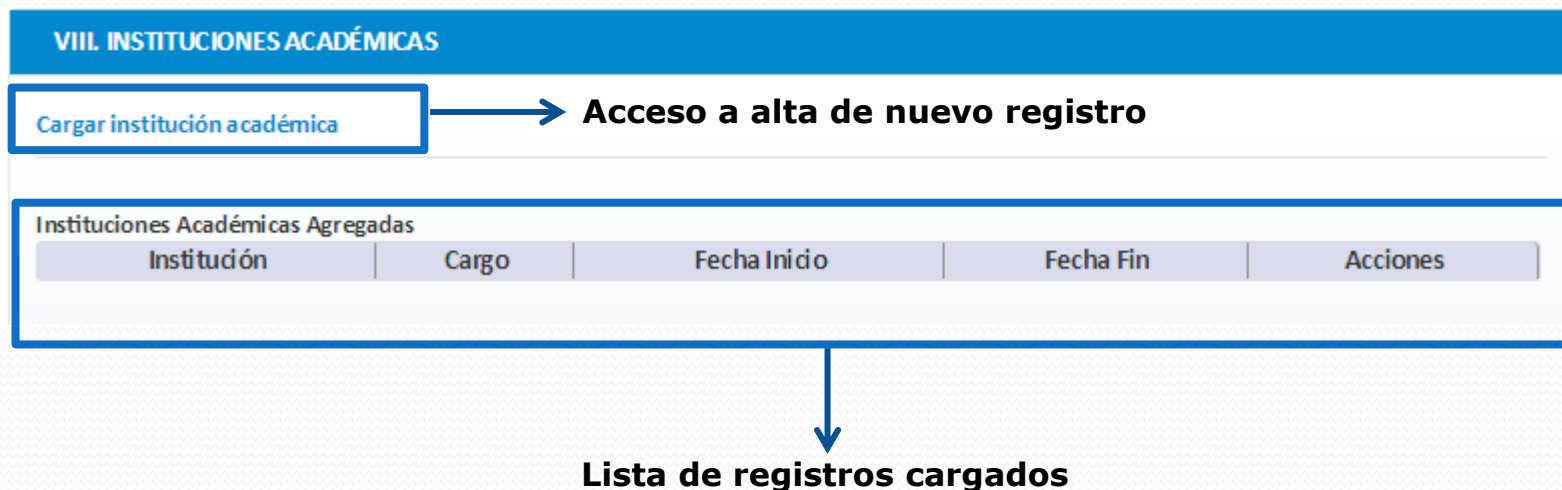 VIII. INSTITUCIONES ACADÉMICAS
Cargar institución académica
Acceso a alta de nuevo registro
Instituciones Académicas Agregadas
Institución Cargo Fecha Inicio Fecha Fin Acciones
Lista de registros cargados